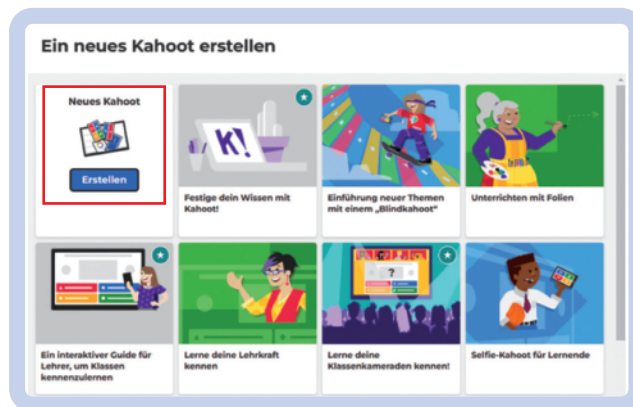 Ein neues Kahoot erstellen
Neues Kahoot
Erstellen
K!
Festige dein Wissen mit
Kahoot!
Einführung neuer Themen
mit einem „Blindkahoot“
Unterrichten mit Folien
?
Ein interaktiver Guide für
Lehrer, um Klassen
kennenzulernen
Lerne deine Lehrkraft
kennen
Lerne deine
Klassenkameraden kennen!
Selfie-Kahoot für Lernende